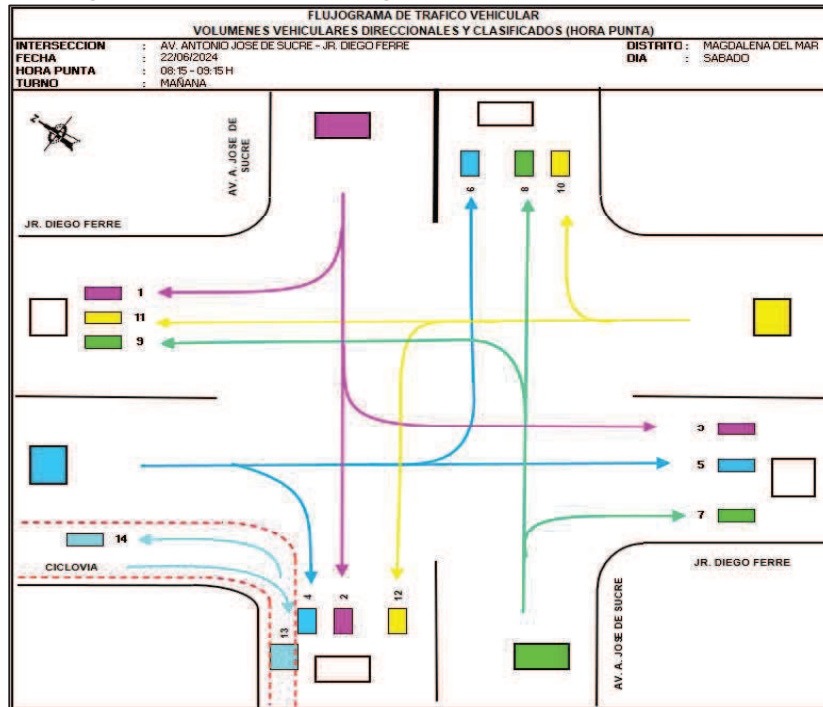 FLUJOGRAMA DE TRAFICO VEHICULAR
VOLUMENES VEHICULARES DIRECCIONALES Y CLASIFICADOS (HORA PUNTA)
INTERSECCION : AV. ANTONIO JOSE DE SUCRE - JR. DIEGO FERRE DISTRITO : MAGDALENA DEL MAR
FECHA : 22/06/2024 DIA : SABADO
HORA PUNTA : 08:15 - 09:15 H
TURNO : MAÑANA
N
AV. A. JOSE DE
SUCRE
6 8 10
JR. DIEGO FERRE
1
11
9
3
5
7
14
CICLOVIA
JR. DIEGO FERRE
4 2 12
13
AV. A. JOSE DE SUCRE